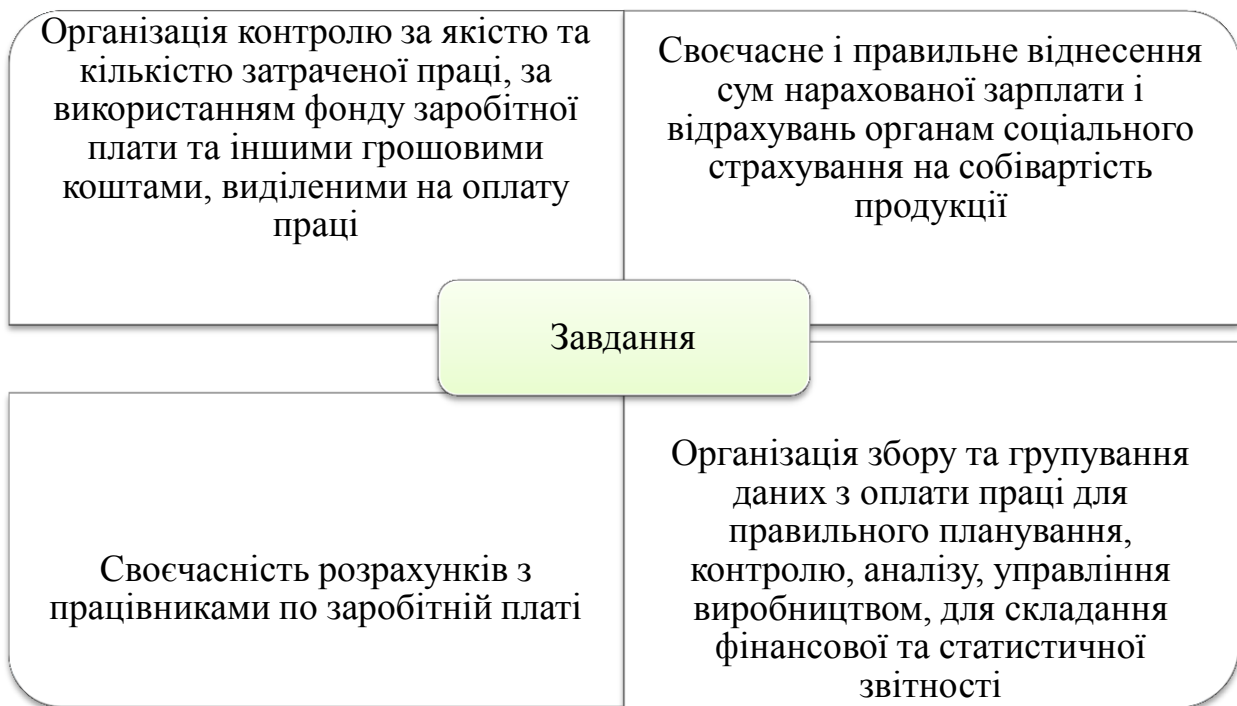 Організація контролю за якістю та
кількістю затраченої праці, за
використанням фонду заробітної
плати та іншими грошовими
коштами, виділеними на оплату
праці
Своєчасне і правильне віднесення
сум нарахованої зарплати і
відрахувань органам соціального
страхування на собівартість
продукції
Завдання
Своєчасність розрахунків з
працівниками по заробітній платі
Організація збору та групування
даних з оплати праці для
правильного планування,
контролю, аналізу, управління
виробництвом, для складання
фінансової та статистичної
звітності